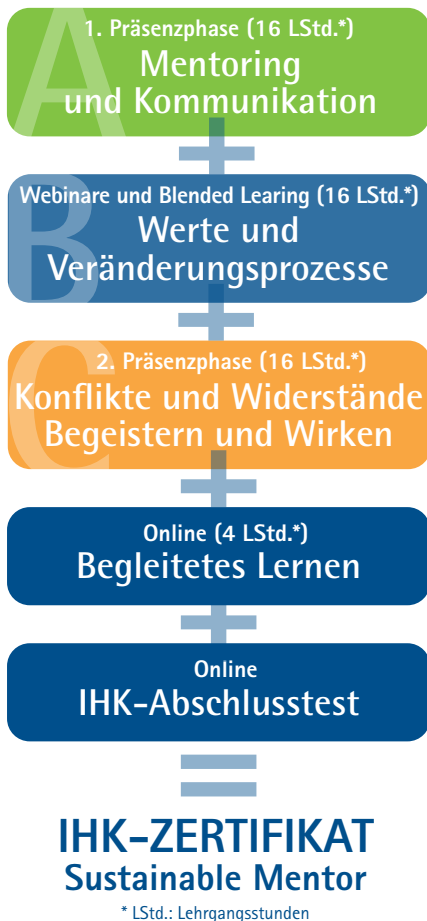 A
1. Präsenzphase (16 LStd.*)
Mentoring
und Kommunikation
+
B
Webinare und Blended Learing (16 LStd.*)
Werte und
Veränderungsprozesse
+
C
2. Präsenzphase (16 LStd.*)
Konflikte und Widerstände
Begeistern und Wirken
+
Online (4 LStd.*)
Begleitetes Lernen
+
Online
IHK-Abschlusstest
=
IHK-ZERTIFIKAT
Sustainable Mentor
* LStd.: Lehrgangsstunden